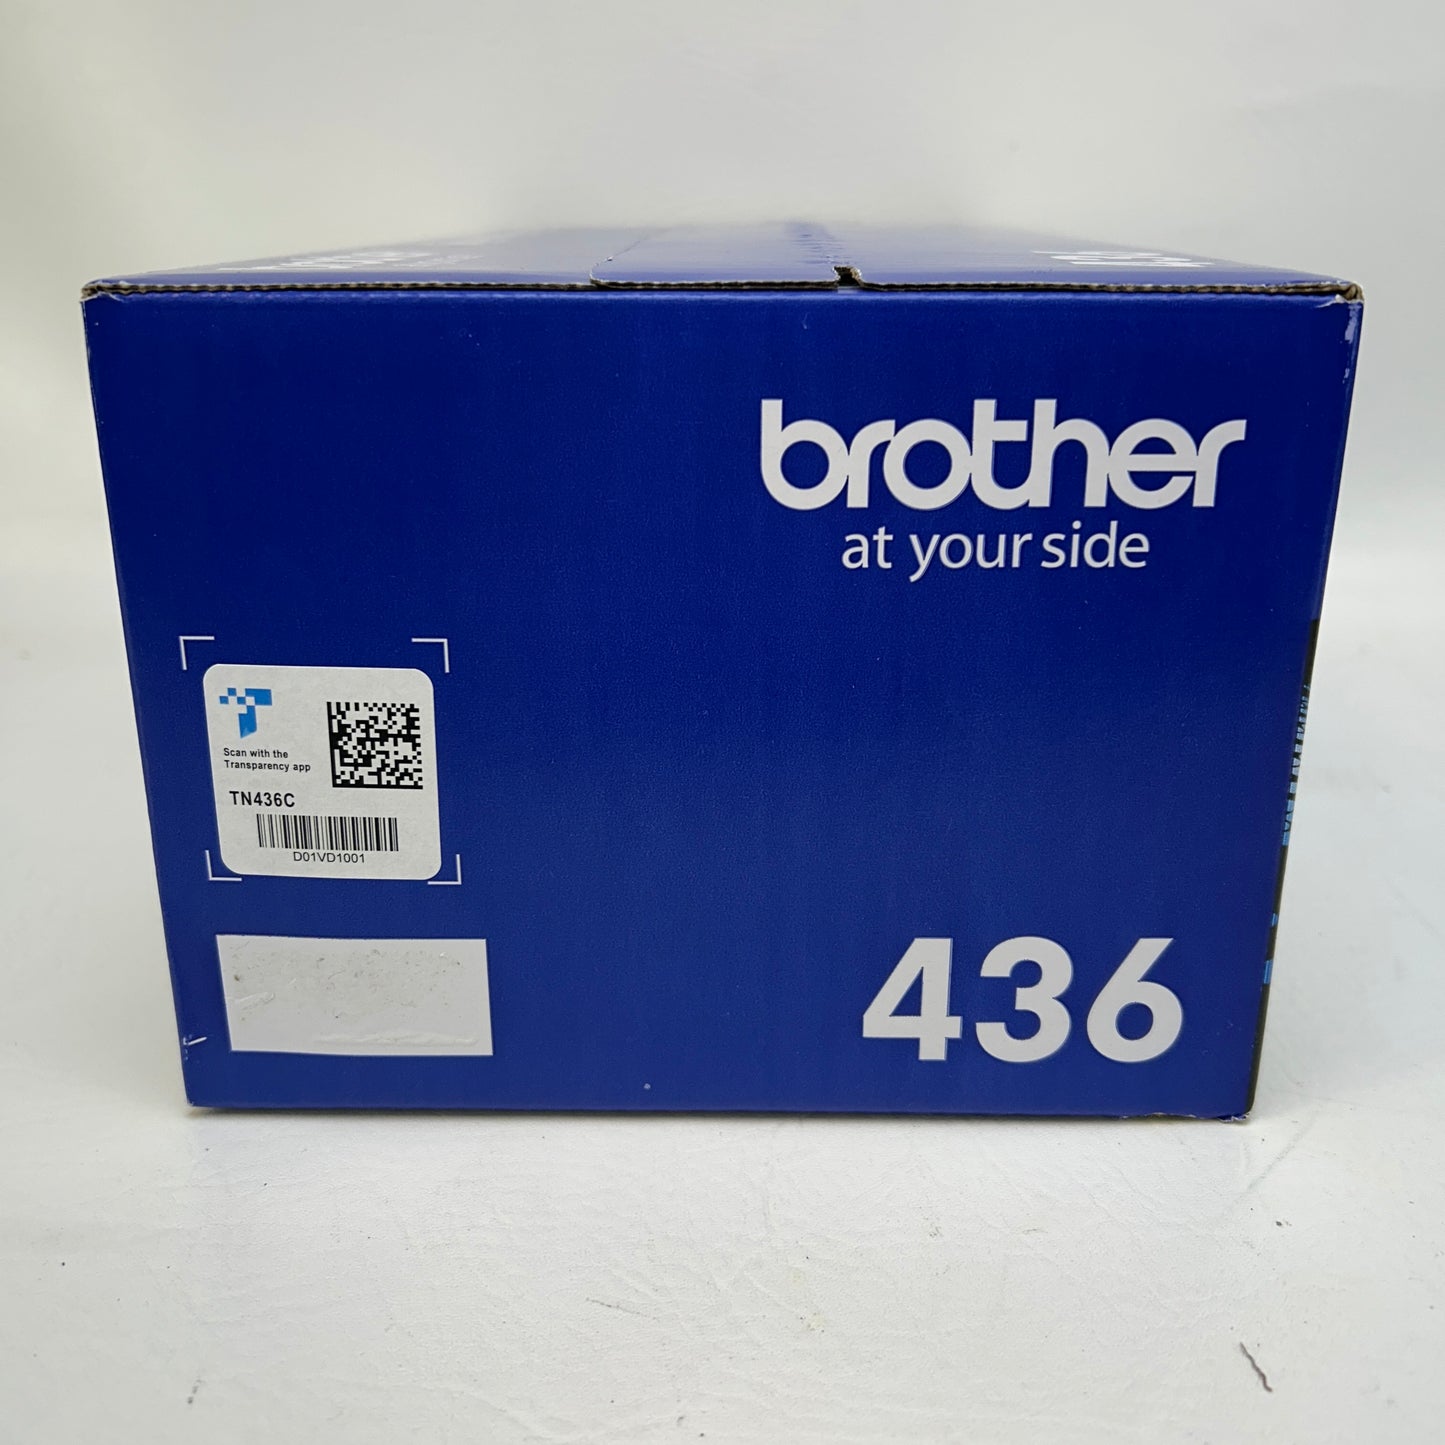 brother
at your side
Scan with the
Transparency app
TN436C
D01VD1001
436